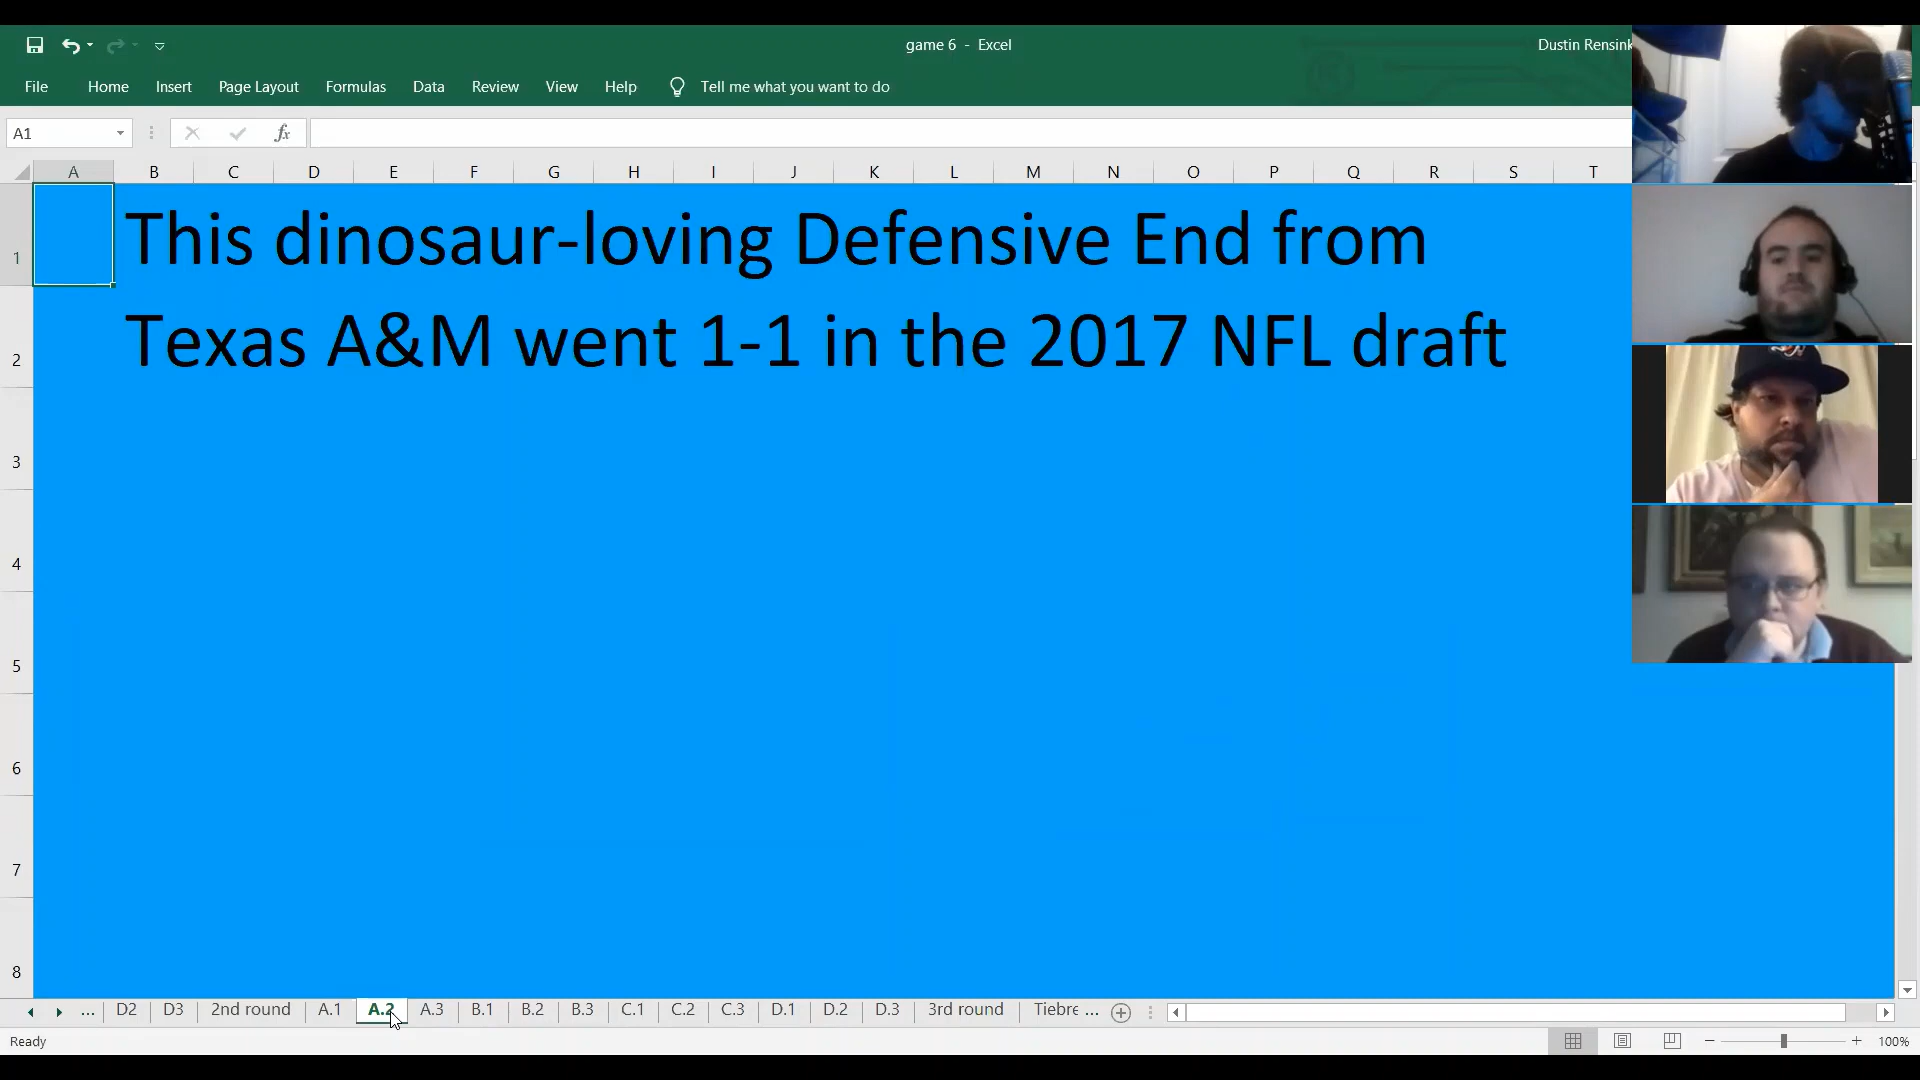 game 6 - Excel
Dustin Rensink
File Home Insert Page Layout Formulas Data Review View Help Tell me what you want to do
A1
fx
A B C D E F G H I J K L M N O P Q R S T
1 This dinosaur-loving Defensive End from
2 Texas A&M went 1-1 in the 2017 NFL draft
3
4
5
6
7
8
... D2 D3 2nd round A.1 A.2 A.3 B.1 B.2 B.3 C.1 C.2 C.3 D.1 D.2 D.3 3rd round Tiebre ...
Ready
100%